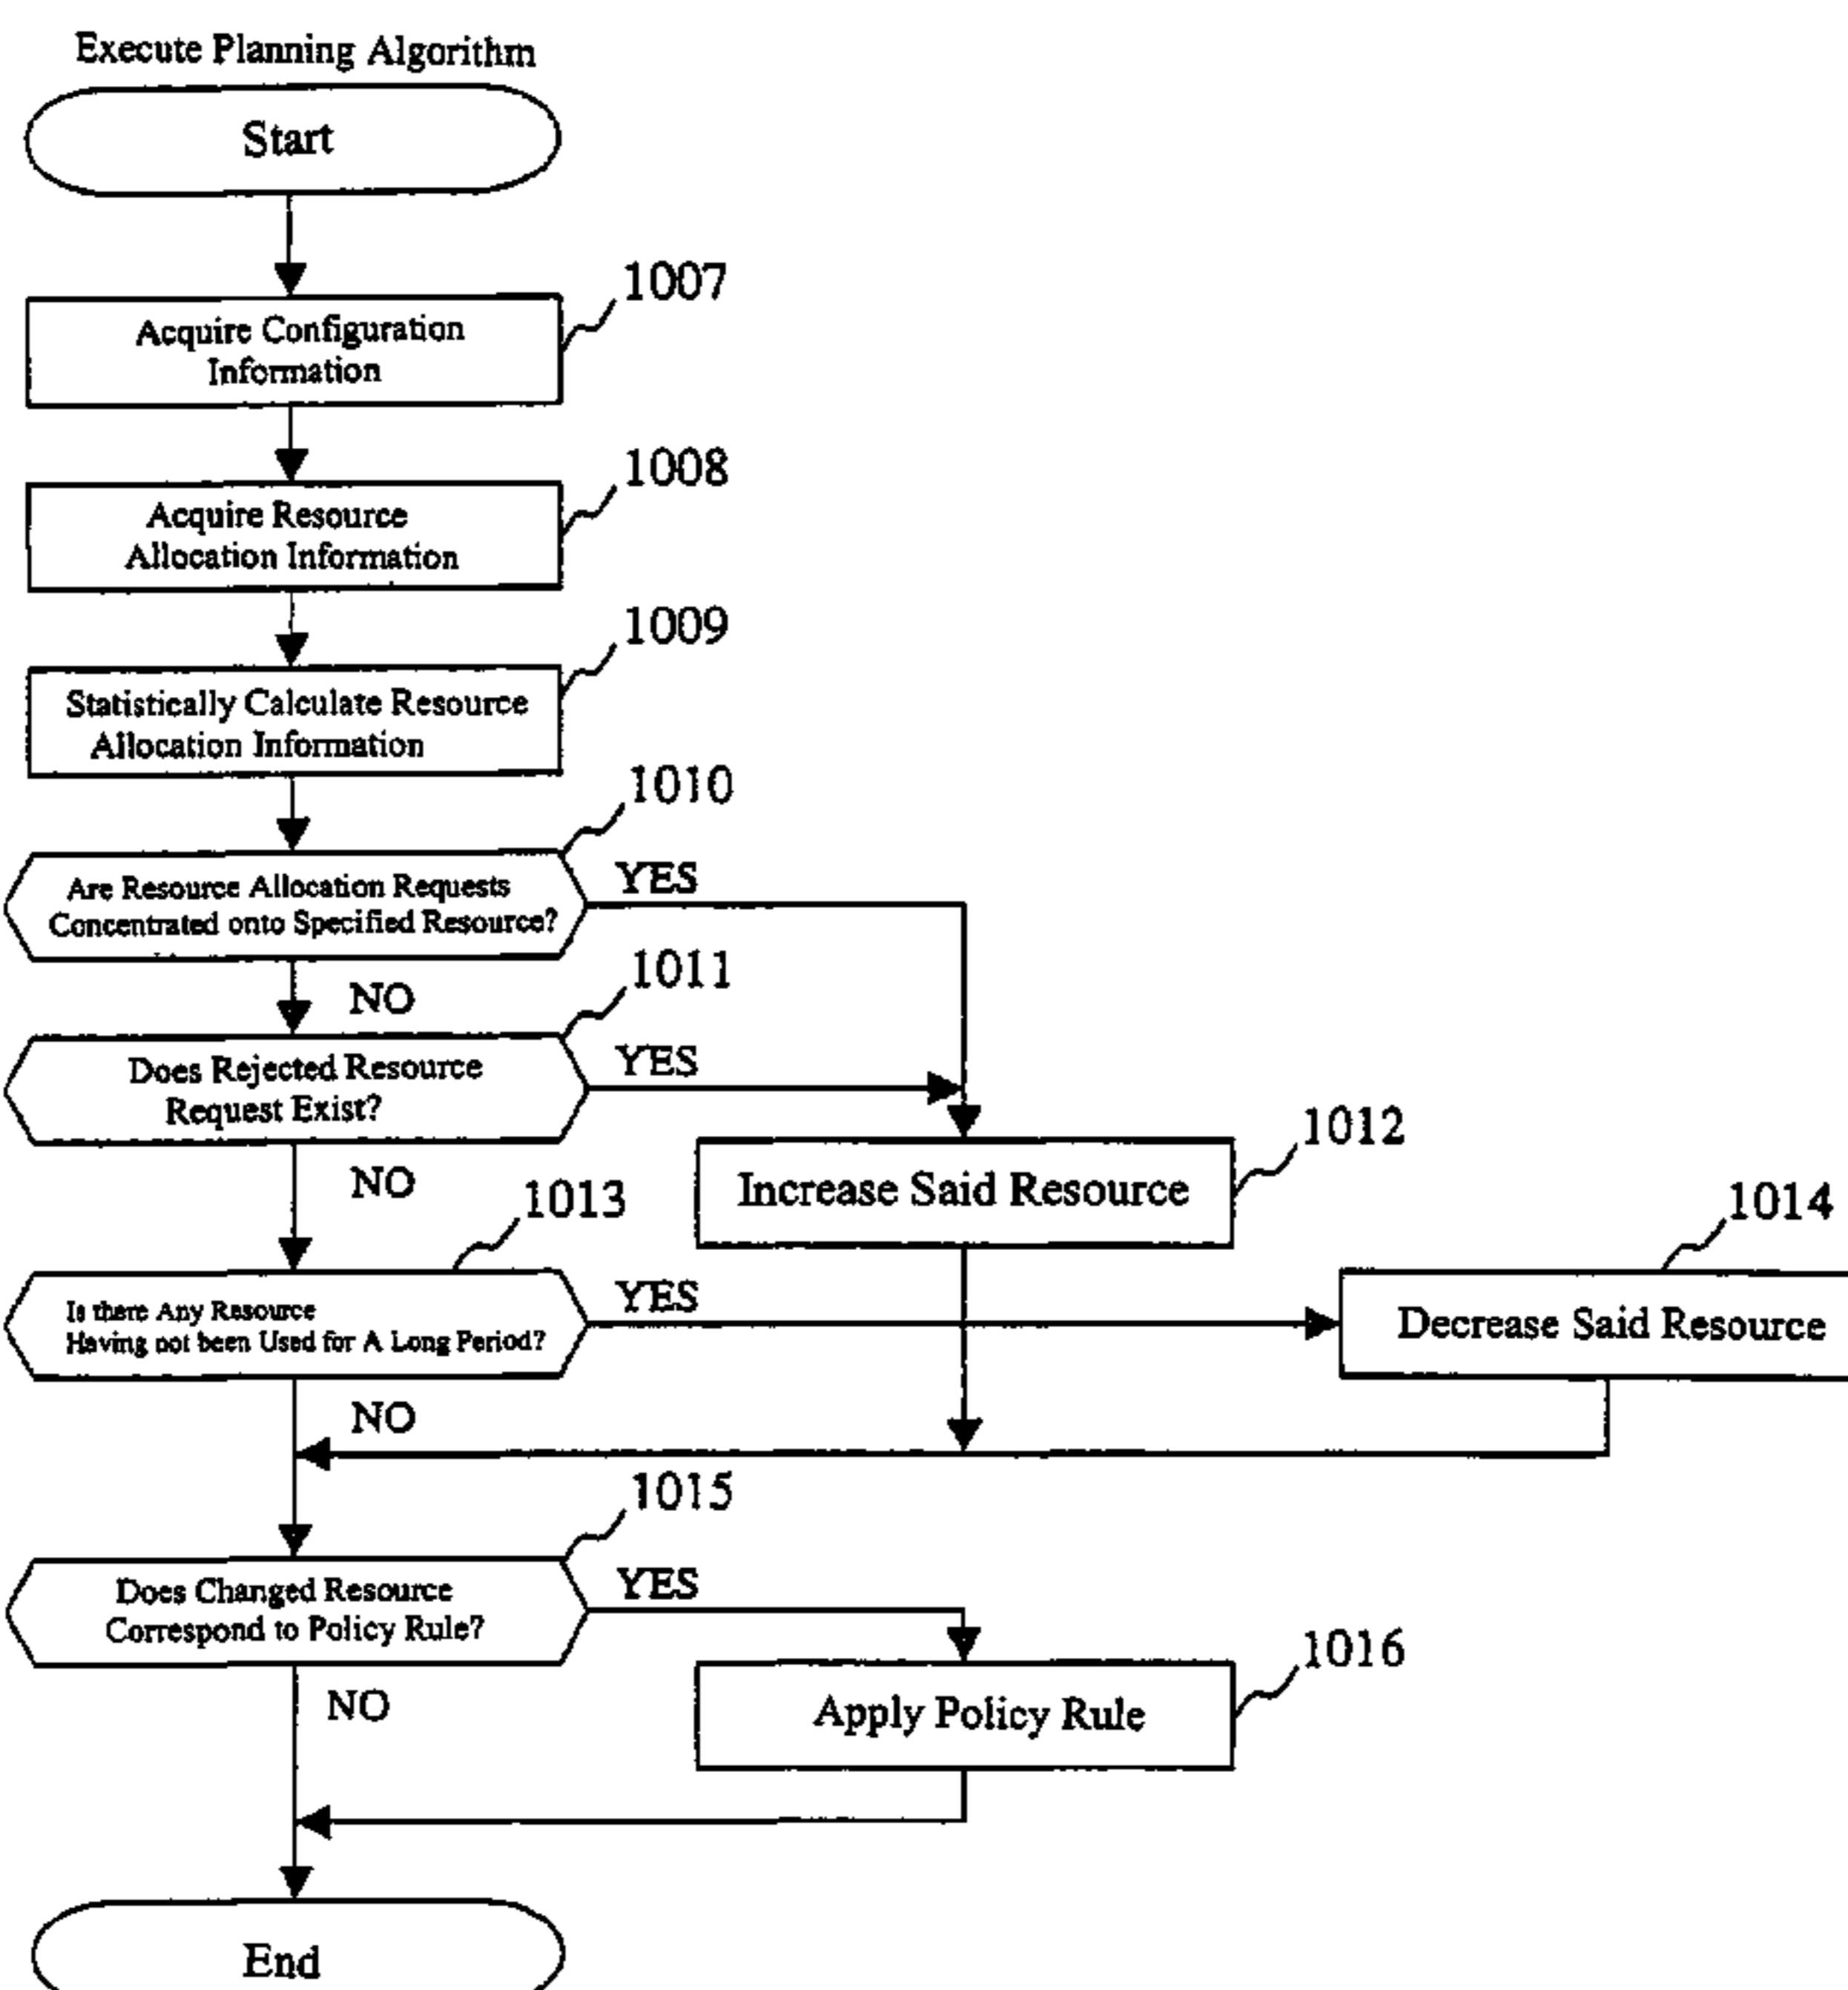 Execute Planning Algorithm
Start
1007
Acquire Configuration
Information
1008
Acquire Resource
Allocation Information
1009
Statistically Calculate Resource
Allocation Information
1010
Are Resource Allocation Requests
Concentrated onto Specified Resource?
YES
NO
1011
Does Rejected Resource
Request Exist?
YES
NO
1012
Increase Said Resource
1013
Is there Any Resource
Having not been Used for A Long Period?
YES
NO
1014
Decrease Said Resource
1015
Does Changed Resource
Correspond to Policy Rule?
YES
NO
1016
Apply Policy Rule
End